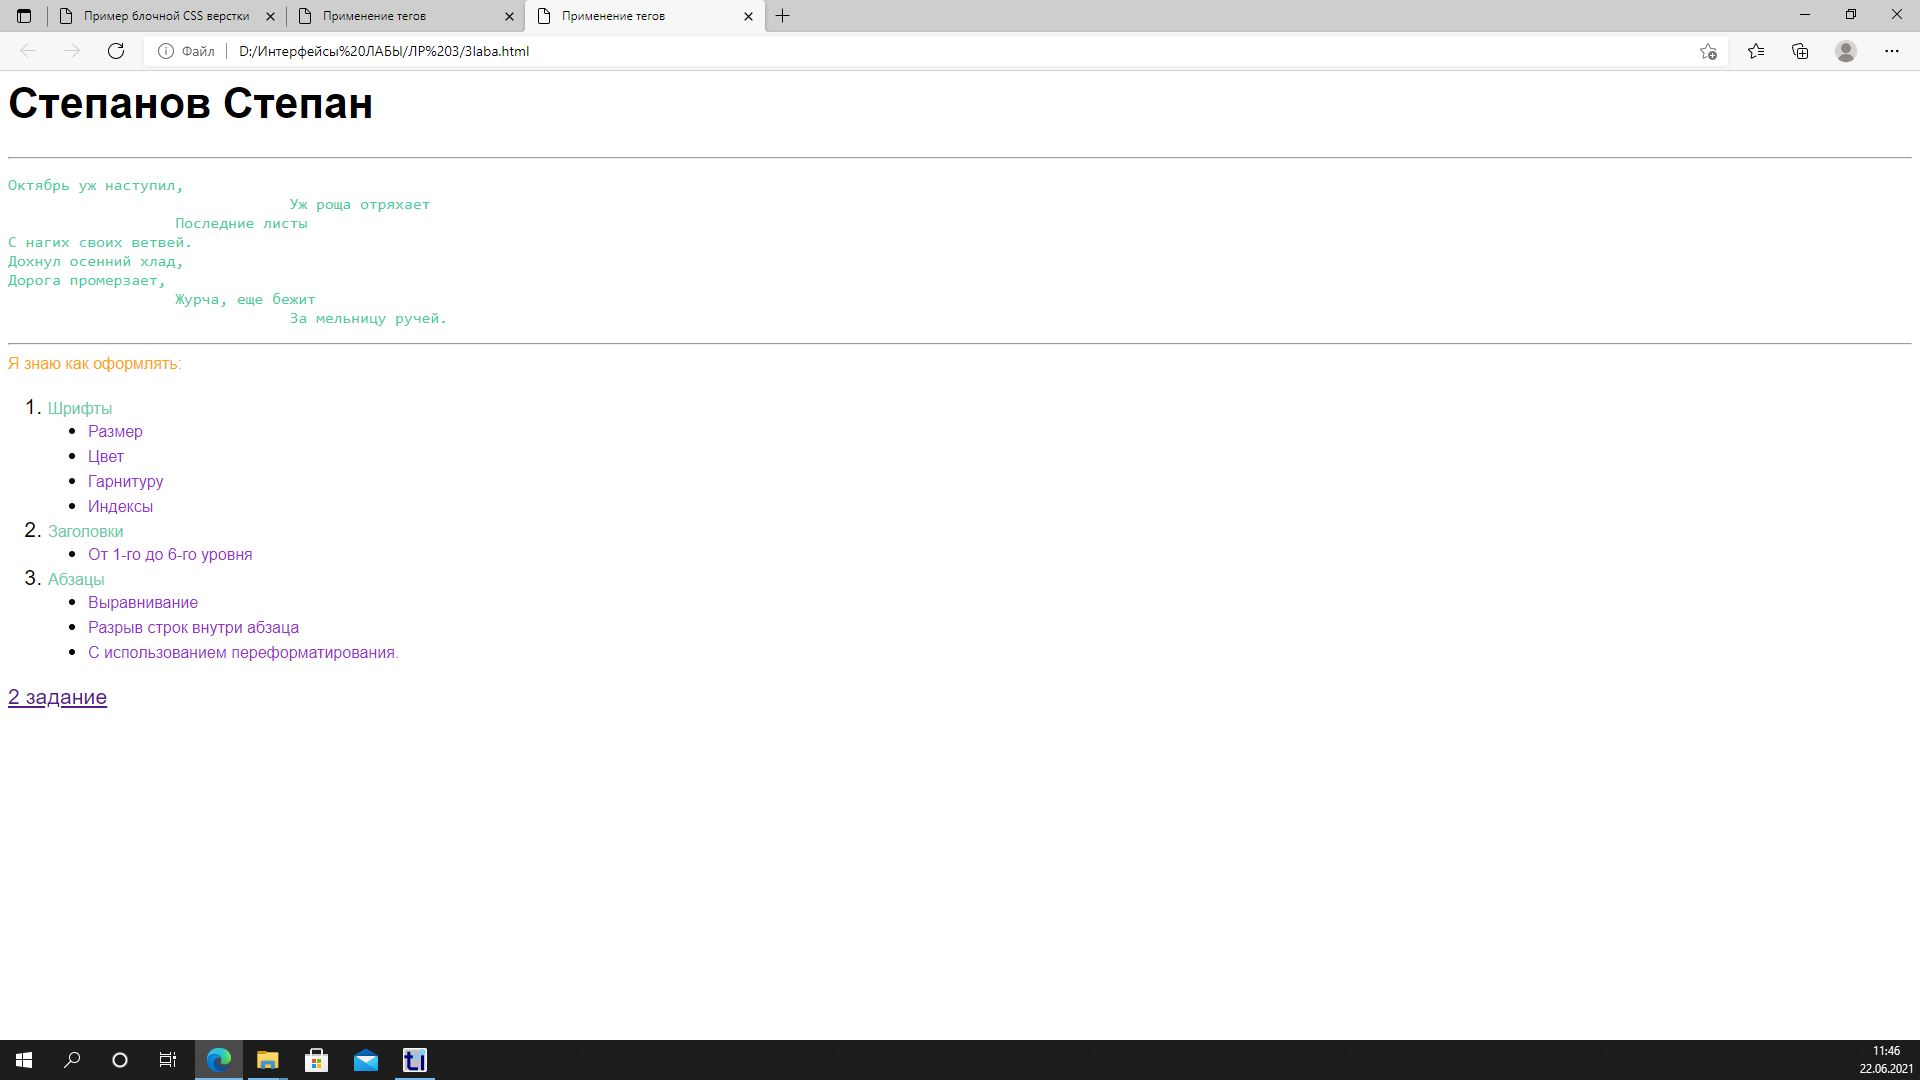 Пример блочной CSS верстки
Применение тегов
Применение тегов
Файл
D:/Интерфейсы%20ЛАБЫ/ЛР%203/3laba.html
Степанов Степан
Октябрь уж наступил,
Уж роща отряхает
Последние листы
С нагих своих ветвей.
Дохнул осенний хлад,
Дорога промерзает,
Журча, еще бежит
За мельницу ручей.
Я знаю как оформлять:
1. Шрифты
• Размер
• Цвет
• Гарнитуру
• Индексы
2. Заголовки
• От 1-го до 6-го уровня
3. Абзацы
• Выравнивание
• Разрыв строк внутри абзаца
• С использованием переформатирования.
2 задание
tI
11:46
22.06.2021